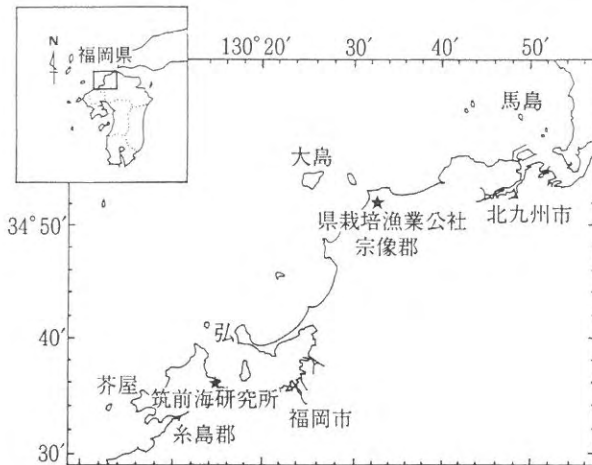 N
福岡県
130°20′ 30′ 40′ 50′
馬島
大島
北九州市
34°50′
県栽培漁業公社
宗像郡
40′
弘
芥屋
筑前海研究所
福岡市
糸島郡
30′